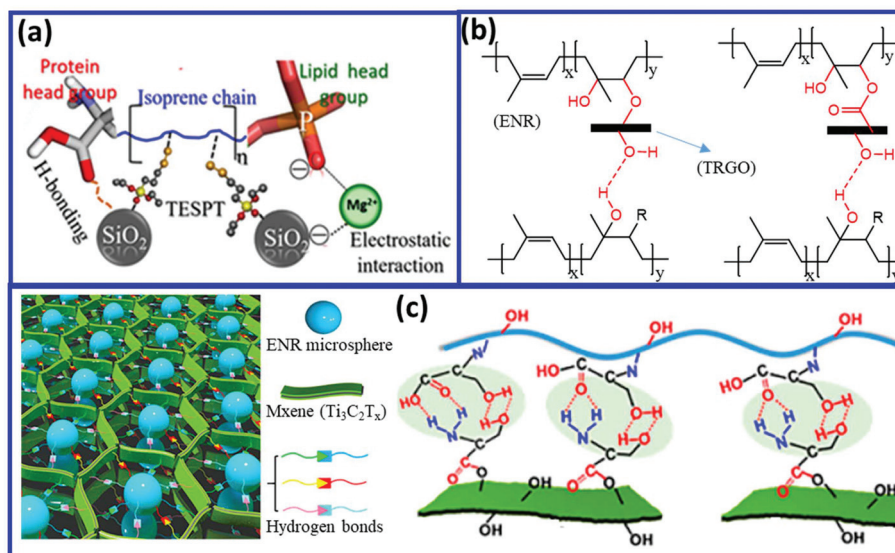 (a)
Protein
head group
Isoprene chain
Lipid head
group
P
n
H-bonding
TESPT
Mg²⁺
SiO₂
SiO₂
Electrostatic
interaction
(b)
x
y
HO
O
(ENR)
O-H
H
O
R
x
y
x
y
HO
O
O
(TRGO)
O-H
H
O
R
x
y
ENR microsphere
Mxene (Ti₃C₂Tₓ)
Hydrogen bonds
(c)
OH
OH
OH
N
N
N
O
HO
O
H
HO
O
O
H
HO
O
O
H
H
H
N
O
H
H
N
O
H
H
N
O
O
O
O
O
O
O
OH
OH
OH
OH
OH
OH
OH
OH